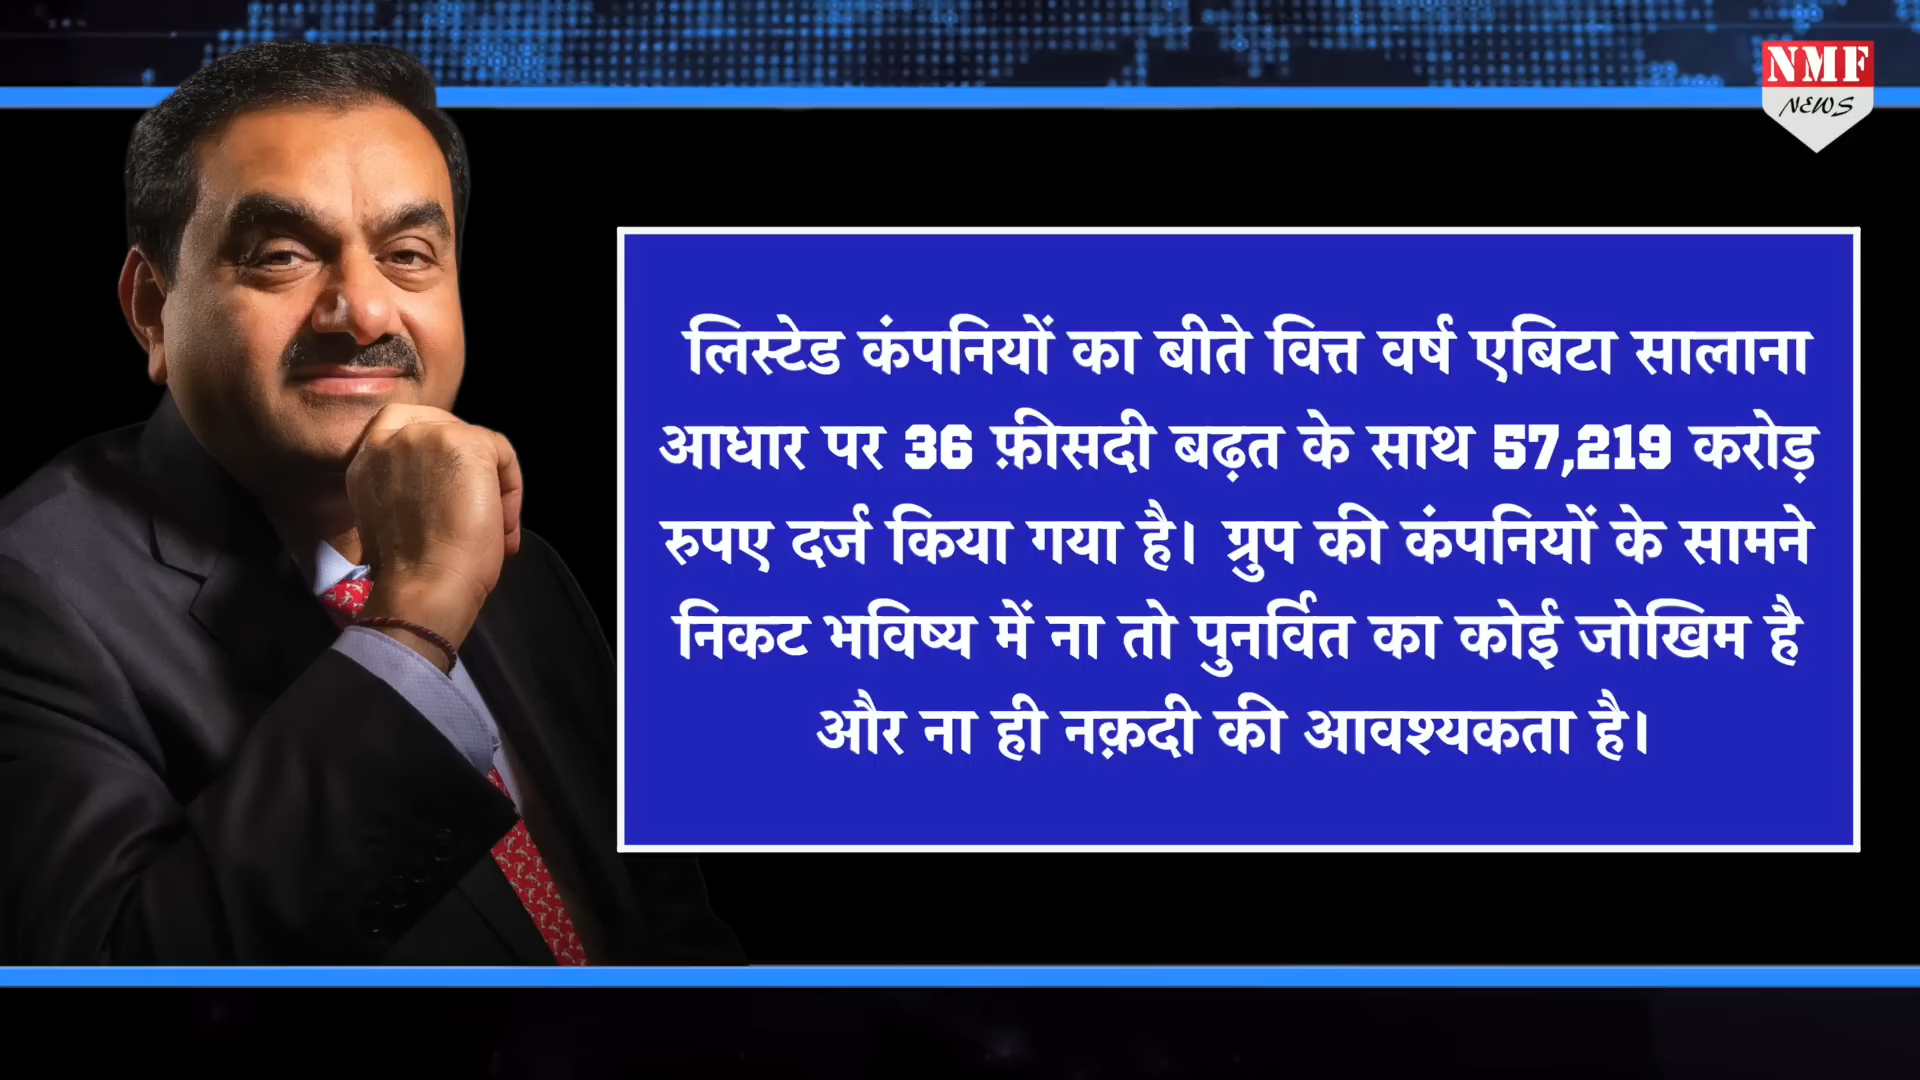 NMF
NEWS
लिस्टेड कंपनियों का बीते वित्त वर्ष एबिटा सालाना
आधार पर 36 फ़ीसदी बढ़त के साथ 57,219 करोड़
रुपए दर्ज किया गया है। ग्रुप की कंपनियों के सामने
निकट भविष्य में ना तो पुनर्वित का कोई जोखिम है
और ना ही नक़दी की आवश्यकता है।